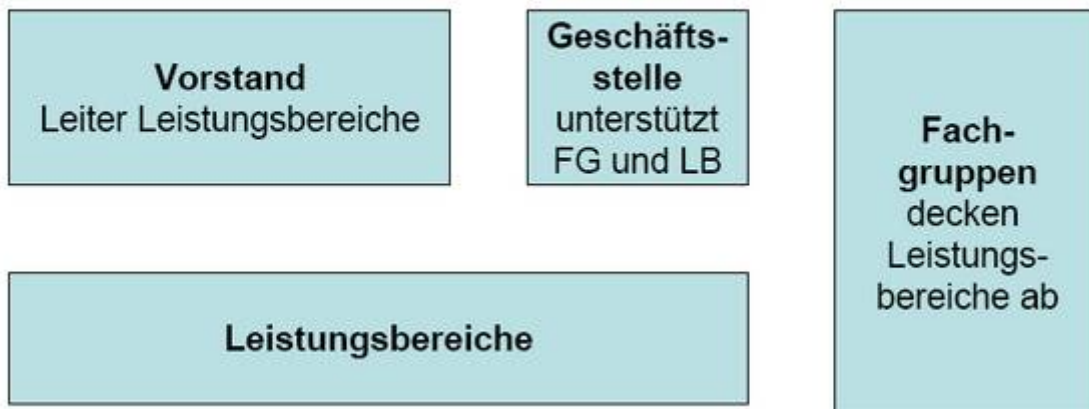 Vorstand
Leiter Leistungsbereiche
Geschäfts-
stelle
unterstützt
FG und LB
Fach-
gruppen
decken
Leistungs-
bereiche ab
Leistungsbereiche